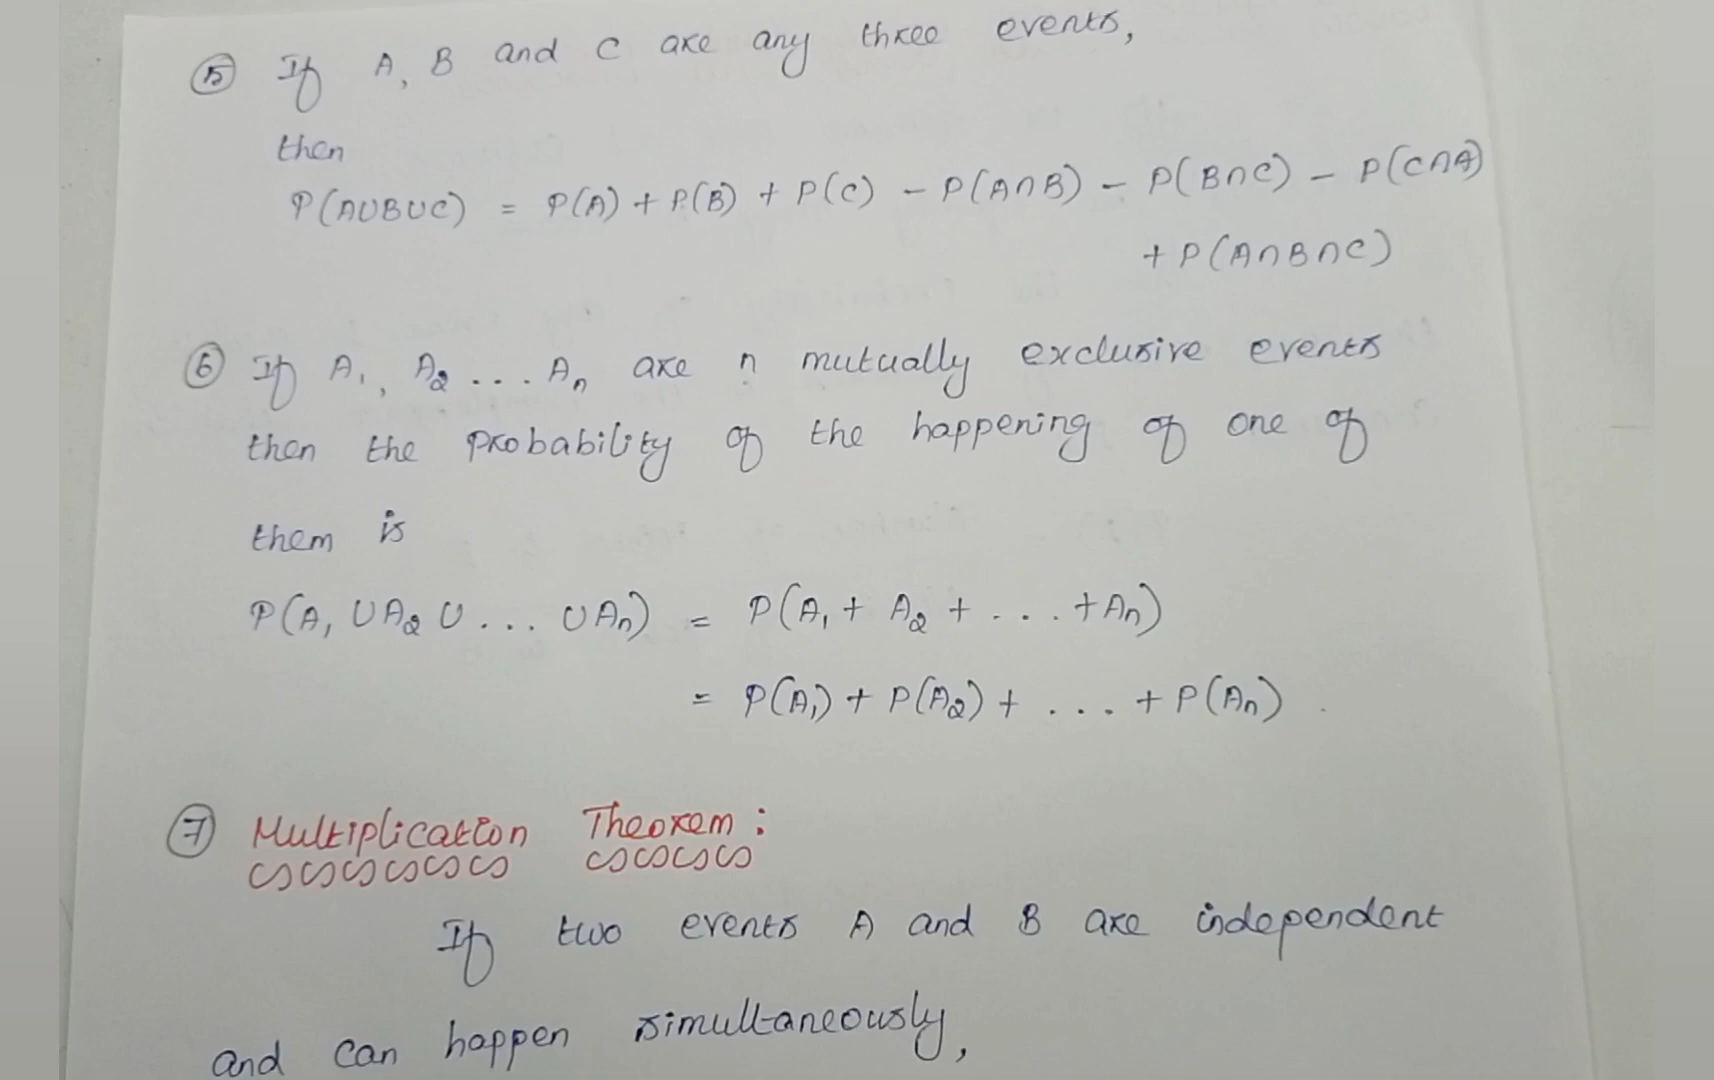 ⑤ If A, B and C are any three events,
then
P(A∪B∪C) = P(A) + P(B) + P(C) - P(A∩B) - P(B∩C) - P(C∩A)
+ P(A∩B∩C)
⑥ If A₁, A₂ ... Aₙ are n mutually exclusive events
then the probability of the happening of one of
them is
P(A₁ ∪ A₂ ∪ ... ∪ Aₙ) = P(A₁ + A₂ + ... + Aₙ)
= P(A₁) + P(A₂) + ... + P(Aₙ).
⑦ Multiplication Theorem:
If two events A and B are independent
and can happen simultaneously,